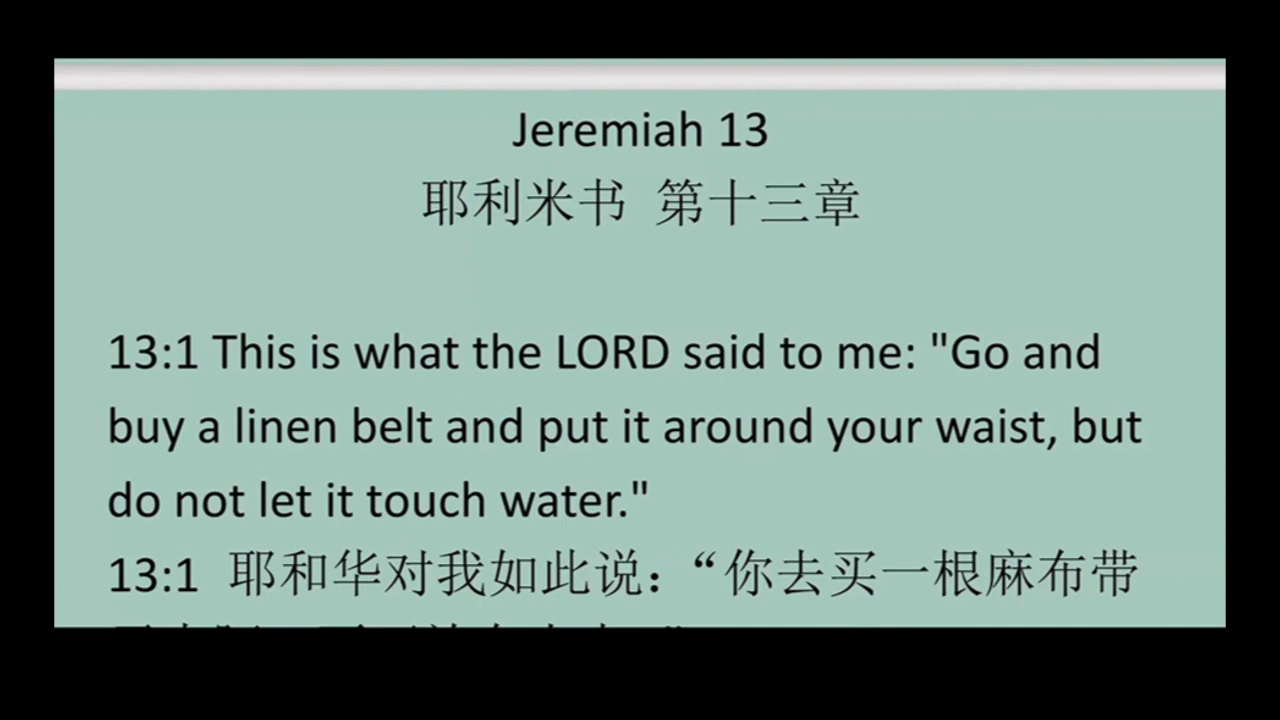 Jeremiah 13
耶利米书 第十三章
13:1 This is what the LORD said to me: "Go and
buy a linen belt and put it around your waist, but
do not let it touch water."
13:1 耶和华对我如此说：“你去买一根麻布带